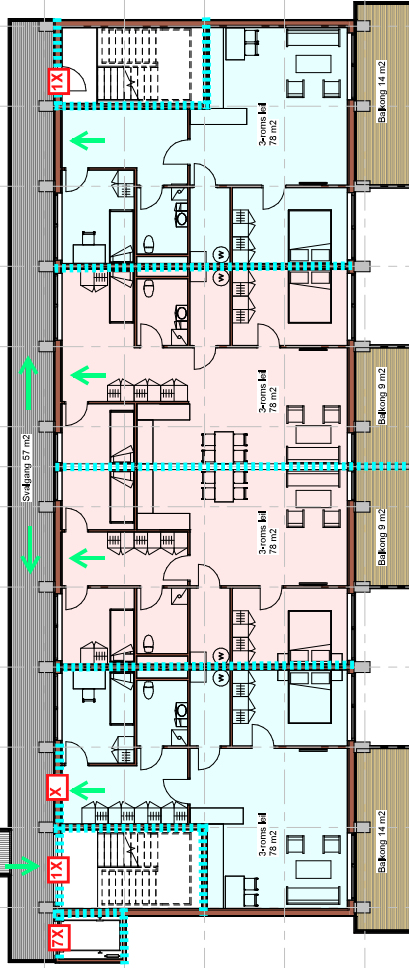 1X
3-roms leil
78 m2
Balkong 14 m2
W
W
3-roms leil
78 m2
Balkong 9 m2
Svalgang 57 m2
3-roms leil
78 m2
Balkong 9 m2
W
W
X
1X
3-roms leil
78 m2
Balkong 14 m2
7X